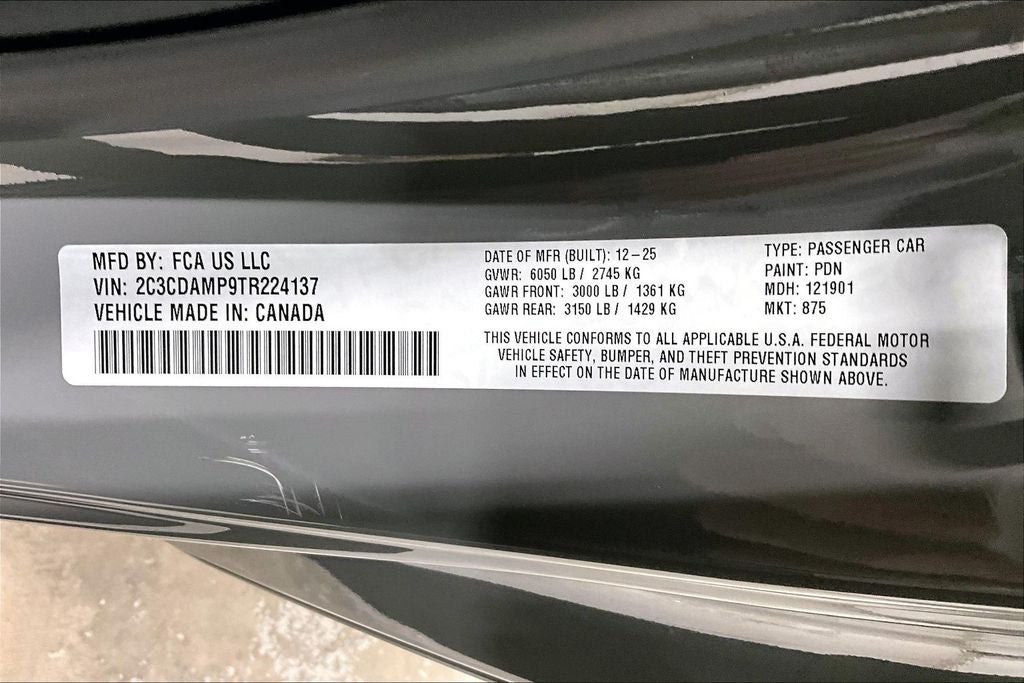 MFD BY: FCA US LLC
VIN: 2C3CDAMP9TR224137
VEHICLE MADE IN: CANADA
DATE OF MFR (BUILT): 12-25
GVWR: 6050 LB / 2745 KG
GAWR FRONT: 3000 LB / 1361 KG
GAWR REAR: 3150 LB / 1429 KG
TYPE: PASSENGER CAR
PAINT: PDN
MDH: 121901
MKT: 875
THIS VEHICLE CONFORMS TO ALL APPLICABLE U.S.A. FEDERAL MOTOR
VEHICLE SAFETY, BUMPER, AND THEFT PREVENTION STANDARDS
IN EFFECT ON THE DATE OF MANUFACTURE SHOWN ABOVE.